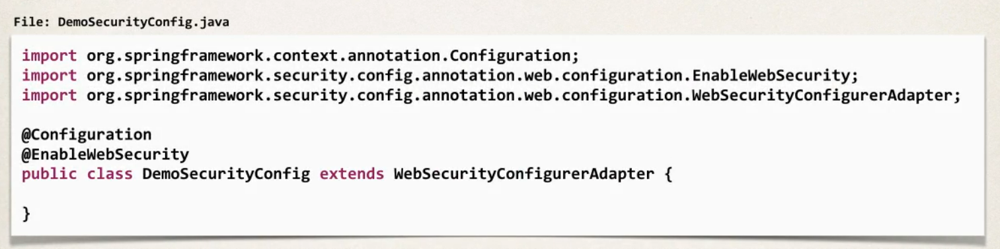 File: DemoSecurityConfig.java
import org.springframework.context.annotation.Configuration;
import org.springframework.security.config.annotation.web.configuration.EnableWebSecurity;
import org.springframework.security.config.annotation.web.configuration.WebSecurityConfigurerAdapter;
@Configuration
@EnableWebSecurity
public class DemoSecurityConfig extends WebSecurityConfigurerAdapter {
}